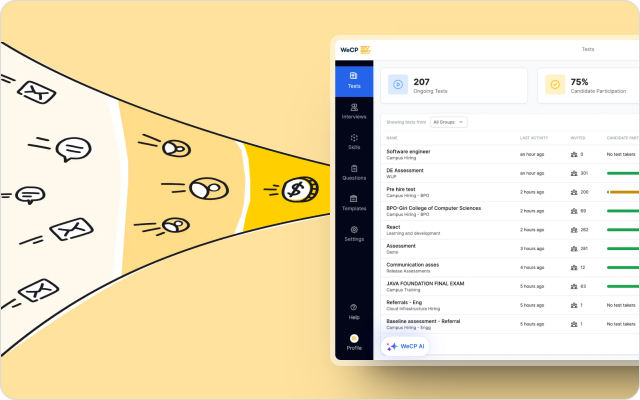 WeCP
Tests
Tests
Interviews
Skills
Questions
Templates
Settings
Help
Profile
207
Ongoing Tests
75%
Candidate Participation
Showing tests from
All Groups
NAME LAST ACTIVITY INVITED CANDIDATE PART
Software engineer
Campus Hiring
an hour ago 0 No test takers
DE Assessment
WUP
an hour ago 301
Pre hire test
Campus Hiring - BPO
2 hours ago 200
BPO-Giri College of Computer Sciences
Campus Hiring - BPO
2 hours ago 69
React
Learning and development
2 hours ago 262
Assessment
Demo
3 hours ago 281
Communication asses
Release Assessments
4 hours ago 12
JAVA FOUNDATION FINAL EXAM
Campus Training
5 hours ago 63
Referrals - Eng
Cloud Infrastructure Hiring
5 hours ago 1 No test takers
Baseline assessment - Referral
Campus Hiring - Engg
5 hours ago 1 No test takers
WeCP AI
$